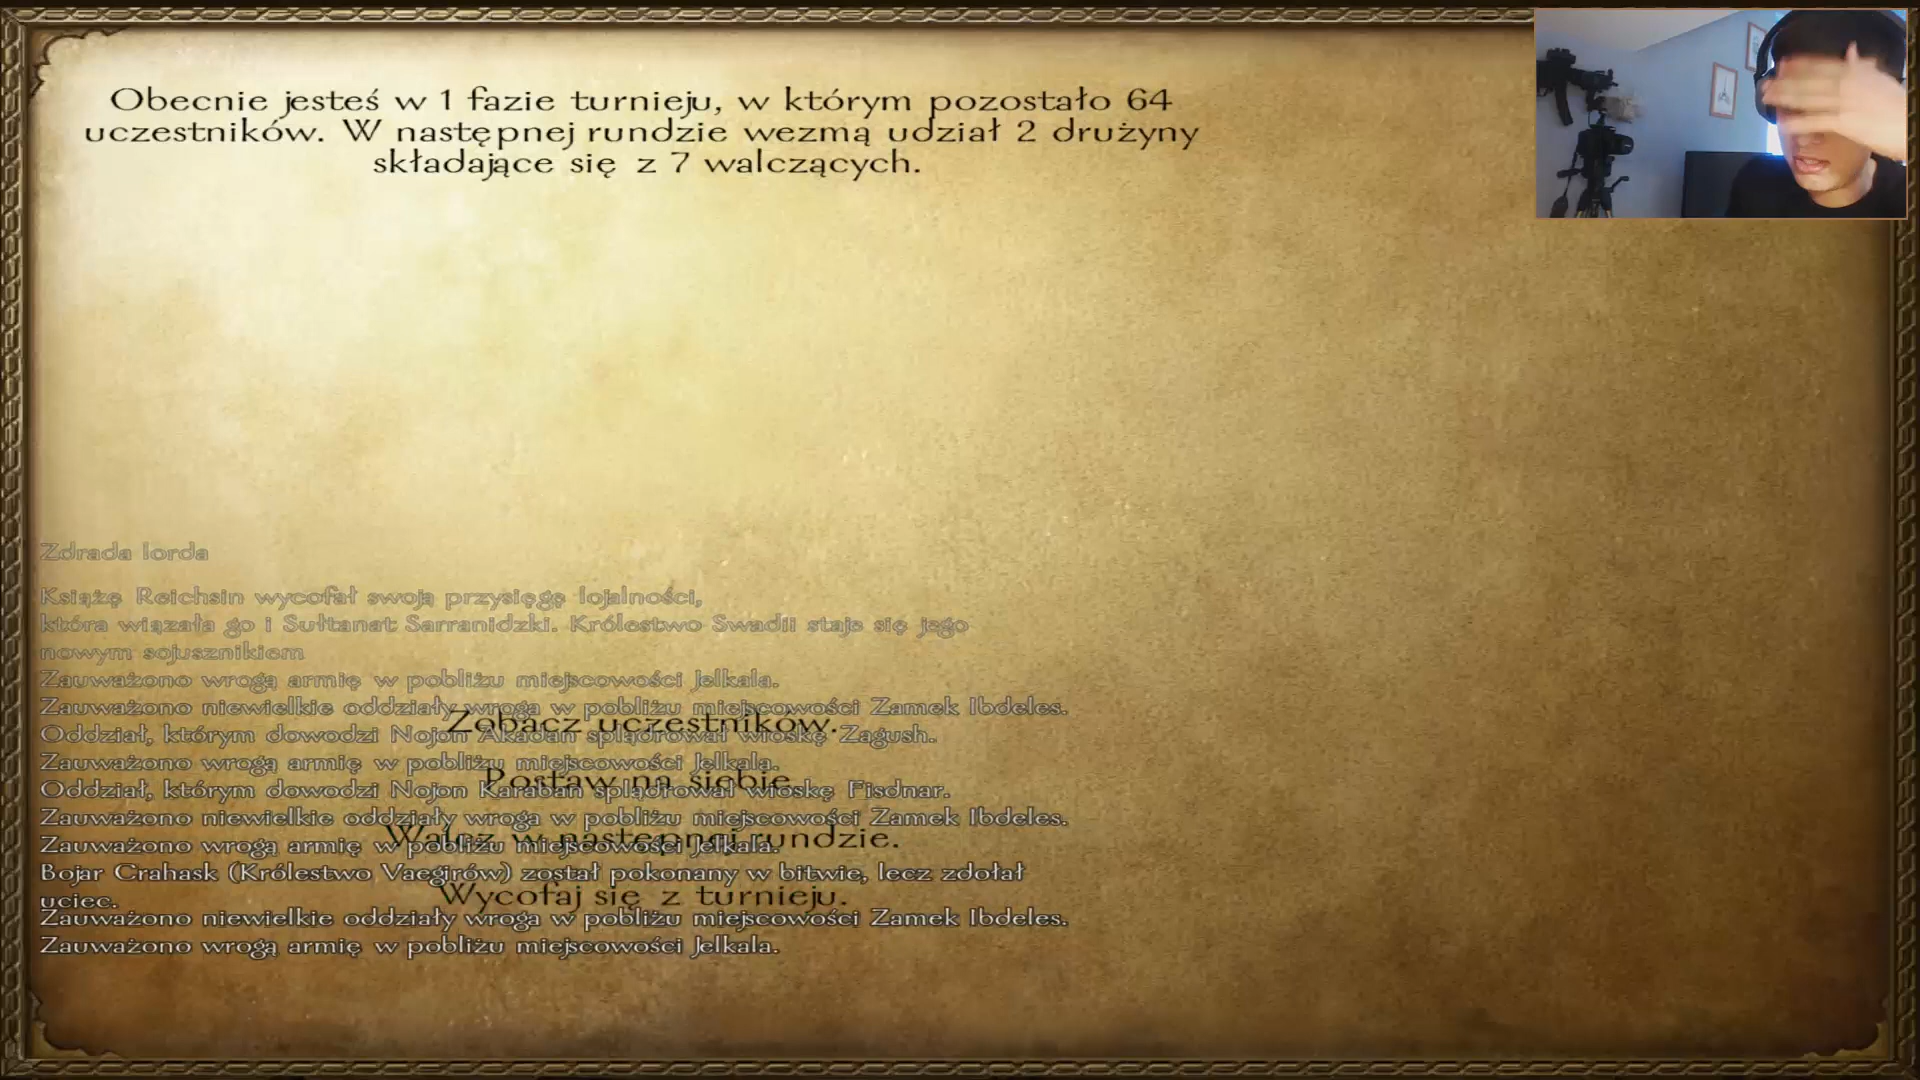 Obecnie jesteś w 1 fazie turnieju, w którym pozostało 64
uczestników. W następnej rundzie wezmą udział 2 drużyny
składające się z 7 walczących.
Zdrada lorda
Książę Reichsin wycofał swoją przysięgę lojalności,
która wiązała go i Sułtanat Sarranidzki. Królestwo Swadii staje się jego
nowym sojusznikiem
Zauważono wrogą armię w pobliżu miejscowości Jelkala.
Zauważono niewielkie oddziały wroga w pobliżu miejscowości Zamek Ibdeles.
Zobacz uczestników.
Oddział, którym dowodzi Nojon Akadan splądrował wioskę Zagush.
Zauważono wrogą armię w pobliżu miejscowości Jelkala.
Postaw na siebie.
Oddział, którym dowodzi Nojon Karaban splądrował wioskę Fisdnar.
Zauważono niewielkie oddziały wroga w pobliżu miejscowości Zamek Ibdeles.
Walcz w następnej rundzie.
Zauważono wrogą armię w pobliżu miejscowości Jelkala.
Bojar Crahask (Królestwo Vaegirów) został pokonany w bitwie, lecz zdołał
uciec.
Wycofaj się z turnieju.
Zauważono niewielkie oddziały wroga w pobliżu miejscowości Zamek Ibdeles.
Zauważono wrogą armię w pobliżu miejscowości Jelkala.